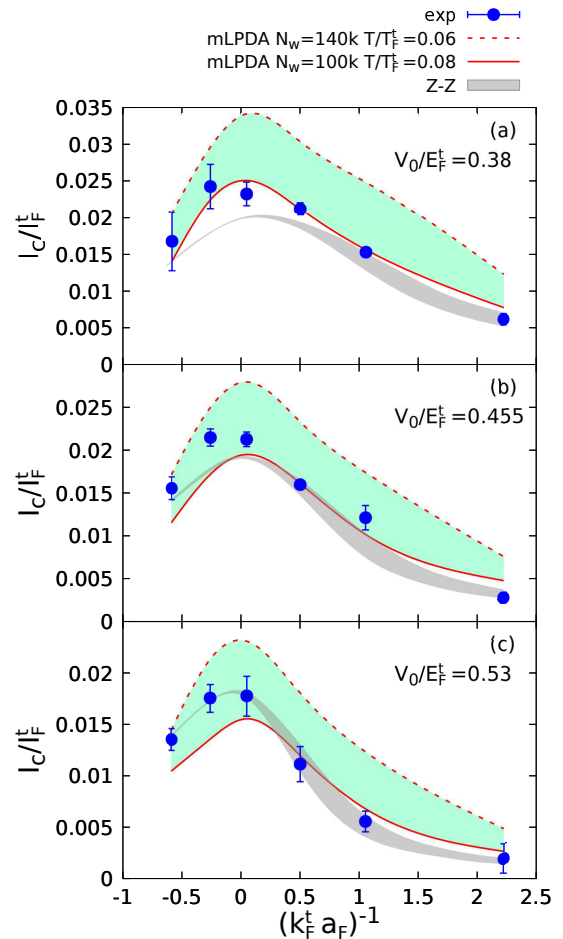 exp
mLPDA N_w=140k T/T_F^t=0.06
mLPDA N_w=100k T/T_F^t=0.08
Z-Z
(a)
V_0/E_F^t=0.38
0.035
0.03
0.025
0.02
0.015
0.01
0.005
0
I_c/I_F^t
(b)
V_0/E_F^t=0.455
0.025
0.02
0.015
0.01
0.005
0
I_c/I_F^t
(c)
V_0/E_F^t=0.53
0.02
0.015
0.01
0.005
0
I_c/I_F^t
-1 -0.5 0 0.5 1 1.5 2 2.5
(k_F^t a_F)^-1